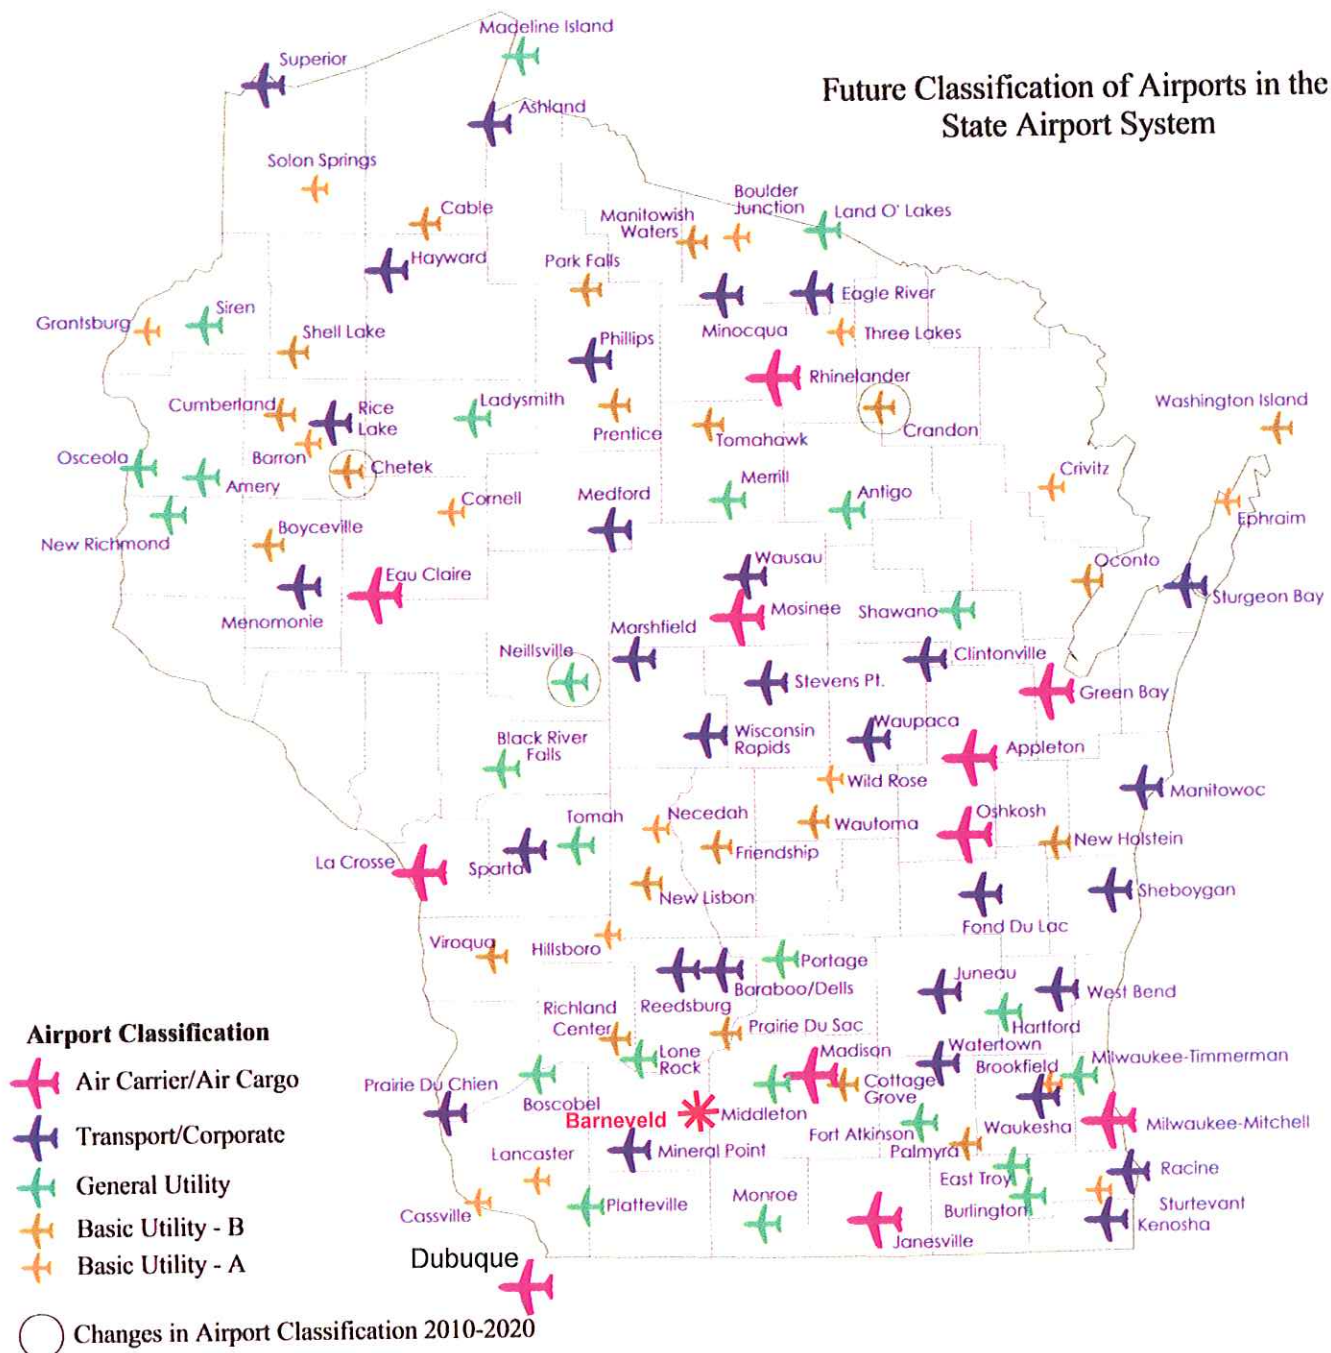 Future Classification of Airports in the
State Airport System
Madeline Island
Superior
Ashland
Solon Springs
Cable
Boulder
Junction
Manitowish
Waters
Land O' Lakes
Hayward
Park Falls
Eagle River
Grantsburg
Siren
Shell Lake
Phillips
Minocqua
Three Lakes
Rhinelander
Cumberland
Rice
Lake
Ladysmith
Prentice
Tomahawk
Crandon
Washington Island
Barron
Chetek
Osceola
Amery
Cornell
Medford
Merrill
Antigo
Crivitz
Ephraim
New Richmond
Boyceville
Wausau
Oconto
Eau Claire
Menomonie
Mosinee
Shawano
Sturgeon Bay
Marshfield
Neillsville
Clintonville
Stevens Pt.
Green Bay
Black River
Falls
Wisconsin
Rapids
Waupaca
Appleton
Wild Rose
Manitowoc
Tomah
Necedah
Wautoma
Oshkosh
New Holstein
La Crosse
Sparta
Friendship
New Lisbon
Sheboygan
Fond Du Lac
Viroqua
Hillsboro
Portage
Baraboo/Dells
Juneau
West Bend
Richland
Center
Reedsburg
Prairie Du Sac
Hartford
Lone
Rock
Madison
Watertown
Brookfield
Milwaukee-Timmerman
Prairie Du Chien
Boscobel
Cottage
Grove
Barneveld
Middleton
Fort Atkinson
Waukesha
Milwaukee-Mitchell
Mineral Point
Palmyra
Lancaster
East Troy
Racine
Cassville
Platteville
Monroe
Burlington
Sturtevant
Kenosha
Janesville
Dubuque
Airport Classification
Air Carrier/Air Cargo
Transport/Corporate
General Utility
Basic Utility - B
Basic Utility - A
Changes in Airport Classification 2010-2020